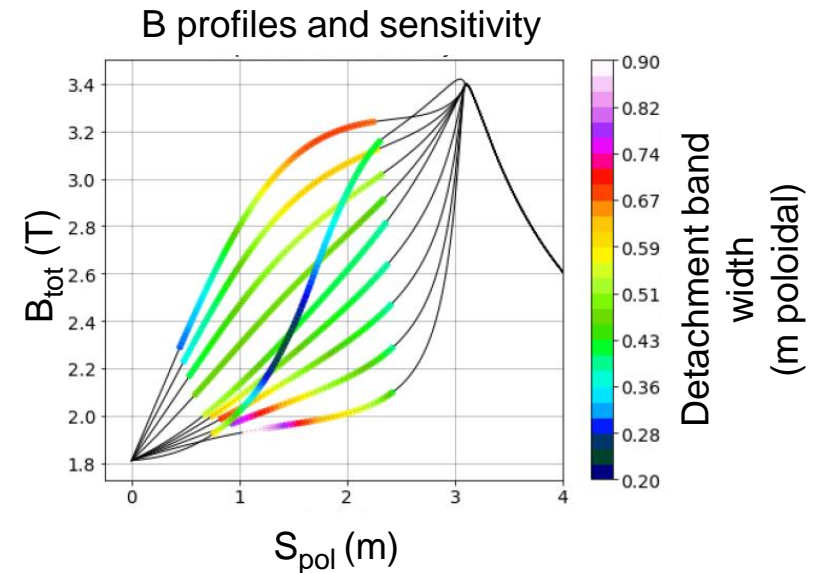 B profiles and sensitivity
3.4
3.2
3.0
2.8
2.6
2.4
2.2
2.0
1.8
B_tot (T)
0 1 2 3 4
S_pol (m)
0.90
0.82
0.74
0.67
0.59
0.51
0.43
0.36
0.28
0.20
Detachment band
width
(m poloidal)